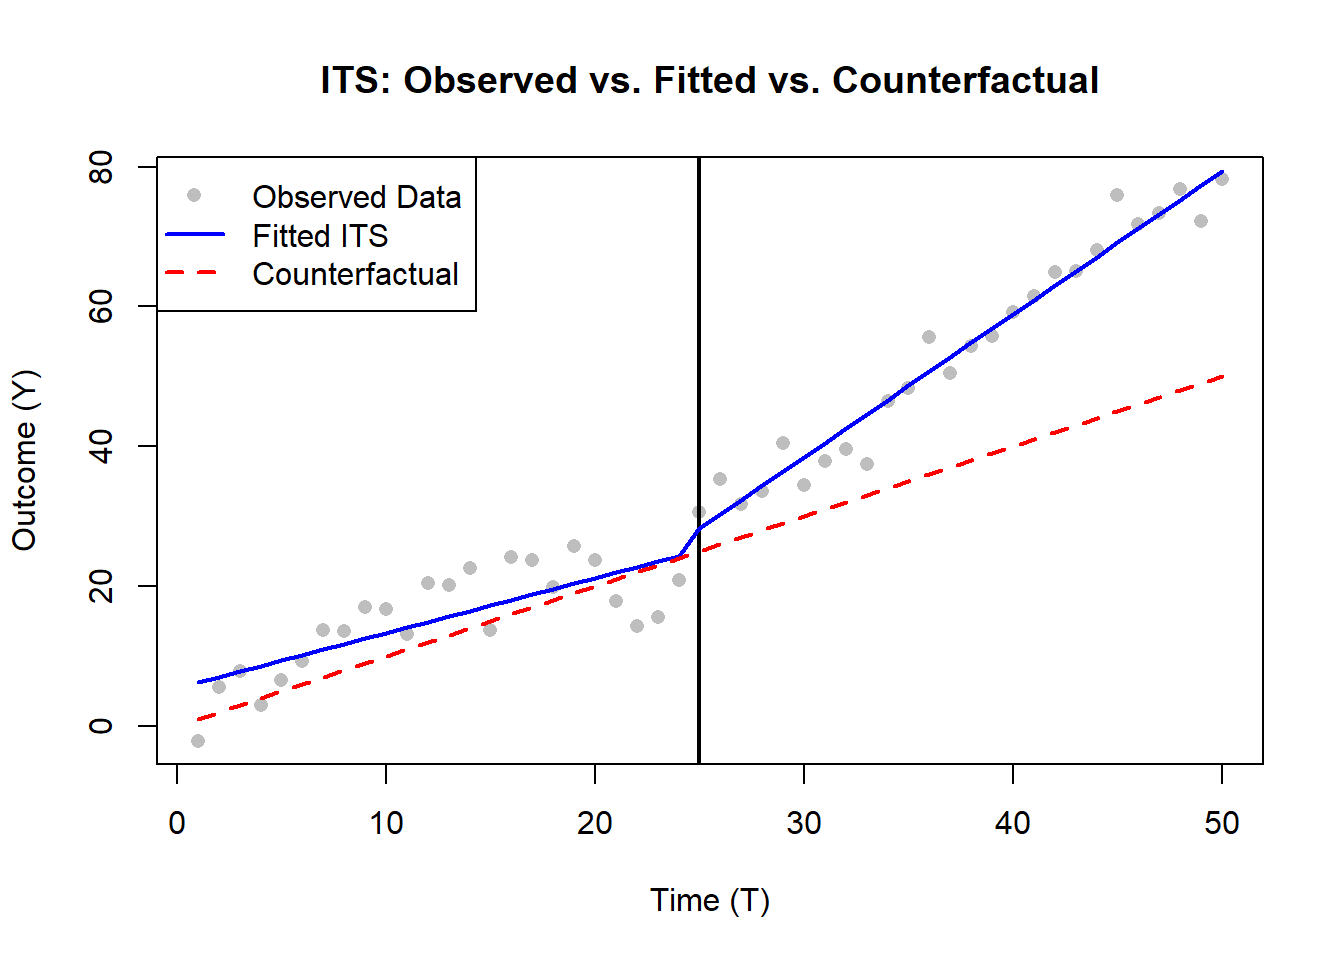 ITS: Observed vs. Fitted vs. Counterfactual
Observed Data
Fitted ITS
Counterfactual
Outcome (Y)
80
60
40
20
0
0 10 20 30 40 50
Time (T)